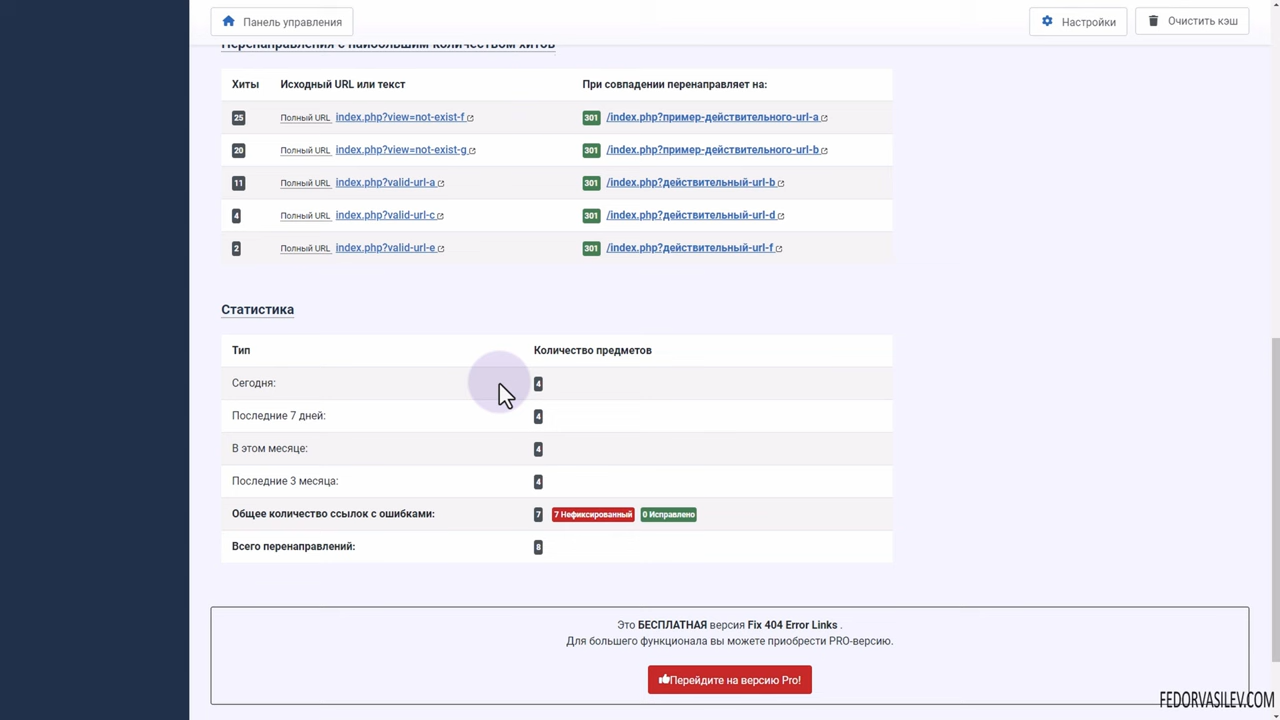 Панель управления
Настройки
Очистить кэш
Перенаправления с наибольшим количеством хитов
Хиты Исходный URL или текст При совпадении перенаправляет на:
25 Полный URL index.php?view=not-exist-f 301 /index.php?пример-действительного-url-a
20 Полный URL index.php?view=not-exist-g 301 /index.php?пример-действительного-url-b
11 Полный URL index.php?valid-url-a 301 /index.php?действительный-url-b
4 Полный URL index.php?valid-url-c 301 /index.php?действительный-url-d
2 Полный URL index.php?valid-url-e 301 /index.php?действительный-url-f
Статистика
Тип Количество предметов
Сегодня: 4
Последние 7 дней: 4
В этом месяце: 4
Последние 3 месяца: 4
Общее количество ссылок с ошибками: 7 7 Нефиксированный 0 Исправлено
Всего перенаправлений: 8
Это БЕСПЛАТНАЯ версия Fix 404 Error Links .
Для большего функционала вы можете приобрести PRO-версию.
Перейдите на версию Pro!
FEDORVASILEV.COM